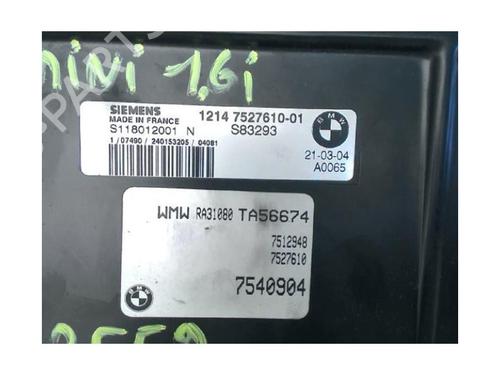 MINI 1,6i
SIEMENS
MADE IN FRANCE
1214 7527610-01
S118012001 N S83293
1 / 07490 / 240153205 / 04081
BMW
21-03-04
A0065
WMW RA31080 TA56674
7512948
7527610
7540904